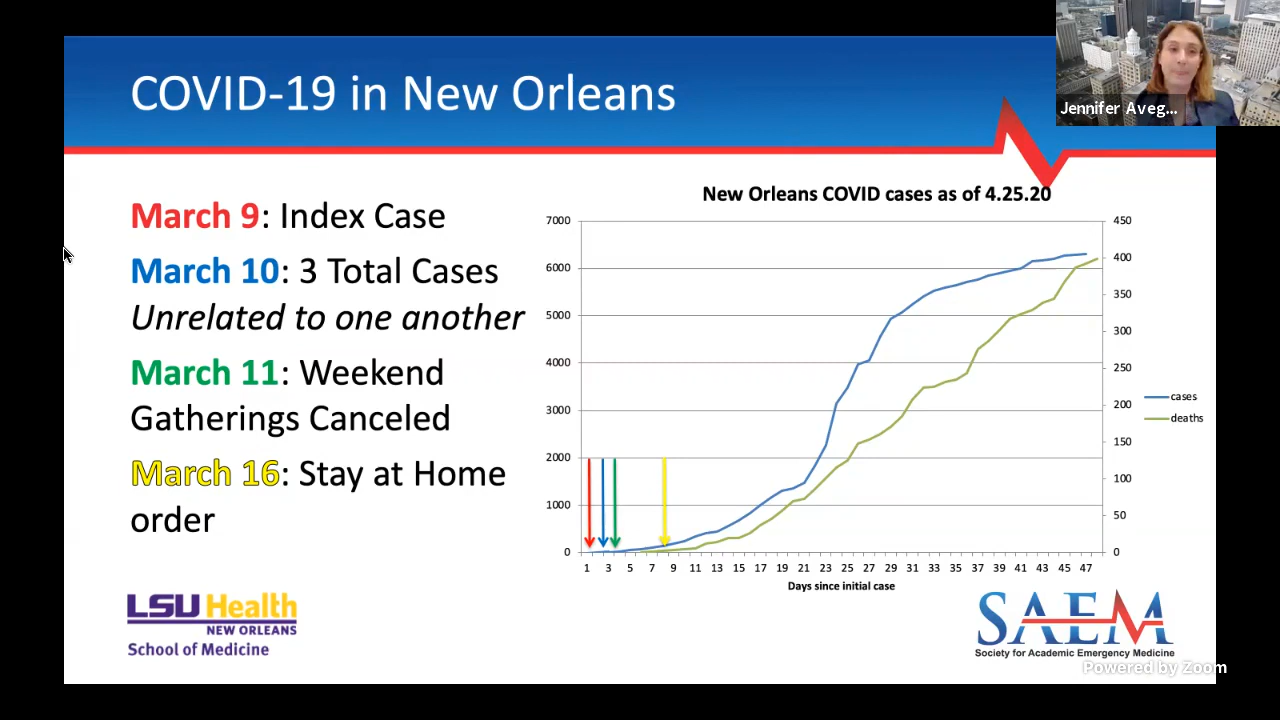 COVID-19 in New Orleans
Jennifer Aveg...
March 9: Index Case
March 10: 3 Total Cases
Unrelated to one another
March 11: Weekend
Gatherings Canceled
March 16: Stay at Home
order
New Orleans COVID cases as of 4.25.20
7000
6000
5000
4000
3000
2000
1000
0
450
400
350
300
250
200
150
100
50
0
cases
deaths
1 3 5 7 9 11 13 15 17 19 21 23 25 27 29 31 33 35 37 39 41 43 45 47
Days since initial case
LSU Health
NEW ORLEANS
School of Medicine
SAEM
Society for Academic Emergency Medicine
Powered by Zoom